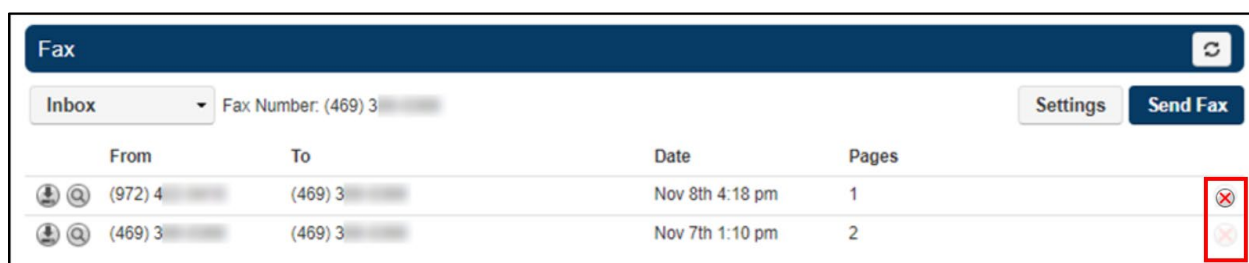 Fax
Inbox Fax Number: (469) 3 Settings Send Fax
From To Date Pages
(972) 4 (469) 3 Nov 8th 4:18 pm 1
(469) 3 (469) 3 Nov 7th 1:10 pm 2